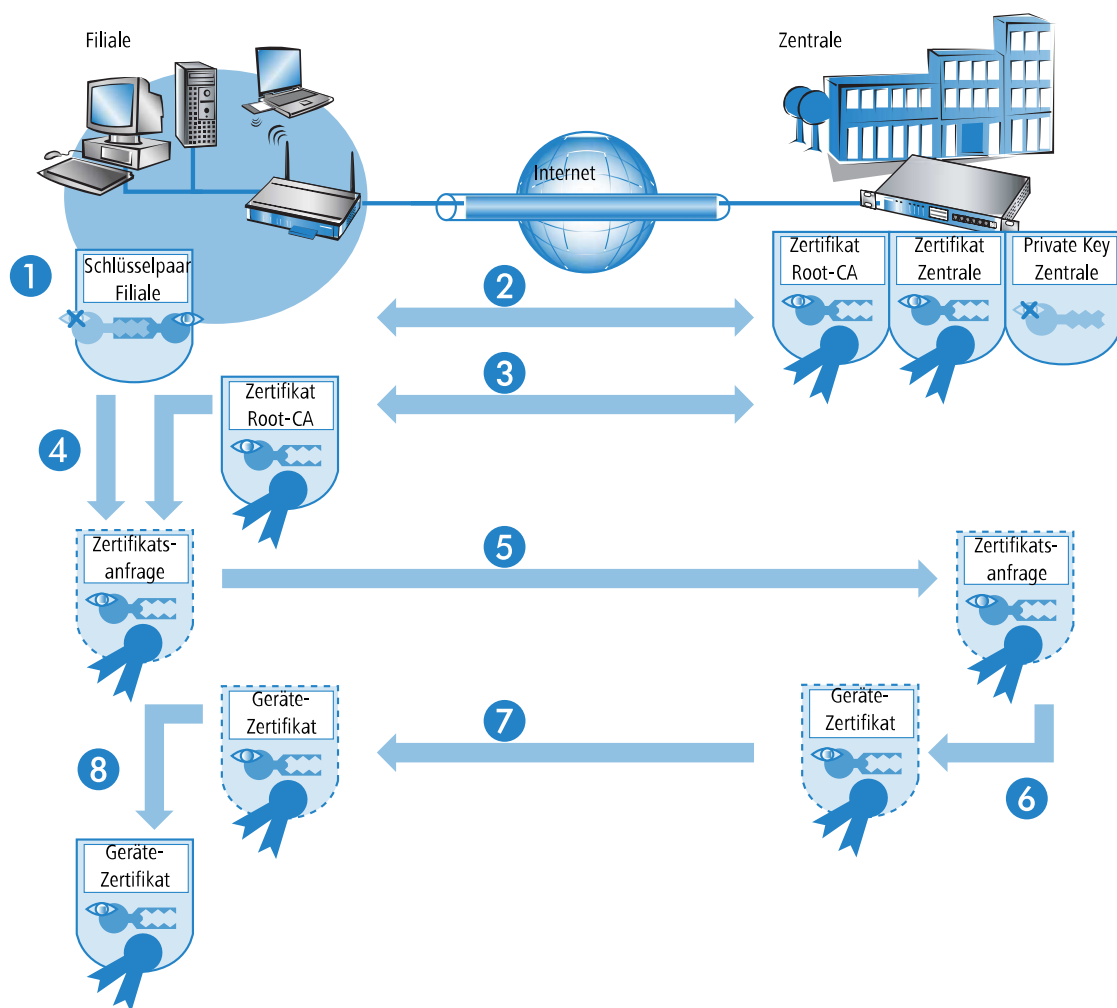 Filiale
Zentrale
Internet
1
Schlüsselpaar
Filiale
2
Zertifikat
Root-CA
Zertifikat
Zentrale
Private Key
Zentrale
3
Zertifikat
Root-CA
4
Zertifikats-
anfrage
5
Zertifikats-
anfrage
Geräte-
Zertifikat
7
Geräte-
Zertifikat
6
8
Geräte-
Zertifikat